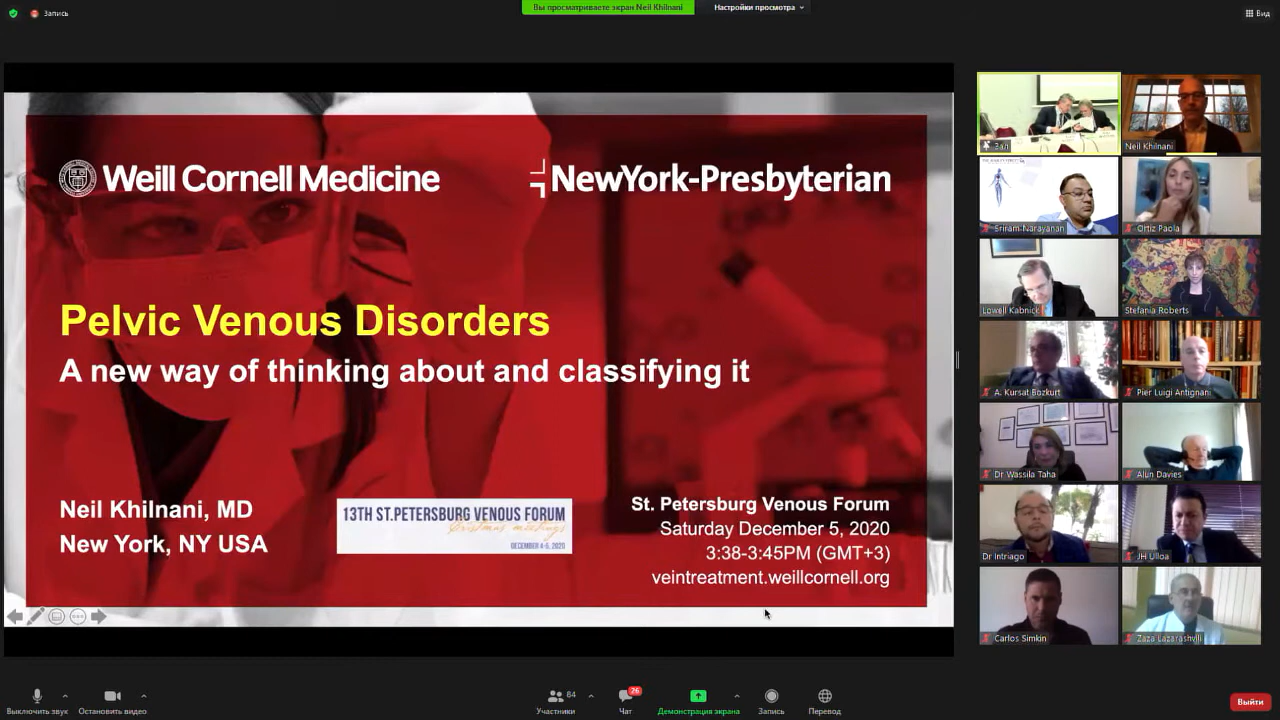 Запись
Вы просматриваете экран Neil Khilnani
Настройки просмотра
Вид
Weill Cornell Medicine
NewYork-Presbyterian
Pelvic Venous Disorders
A new way of thinking about and classifying it
Neil Khilnani, MD
New York, NY USA
13TH ST.PETERSBURG VENOUS FORUM
Christmas meetings
DECEMBER 4-5, 2020
St. Petersburg Venous Forum
Saturday December 5, 2020
3:38-3:45PM (GMT+3)
veintreatment.weillcornell.org
Зал
Neil Khilnani
Sriram Narayanan
Ortiz Paola
Lowell Kabnick
Stefania Roberts
A. Kursat Bozkurt
Pier Luigi Antignani
Dr Wassila Taha
Alun Davies
Dr Intriago
JH Ulloa
Carlos Simkin
Zaza Lazarashvili
Выключить звук
Остановить видео
84
Участники
26
Чат
Демонстрация экрана
Запись
Перевод
Выйти